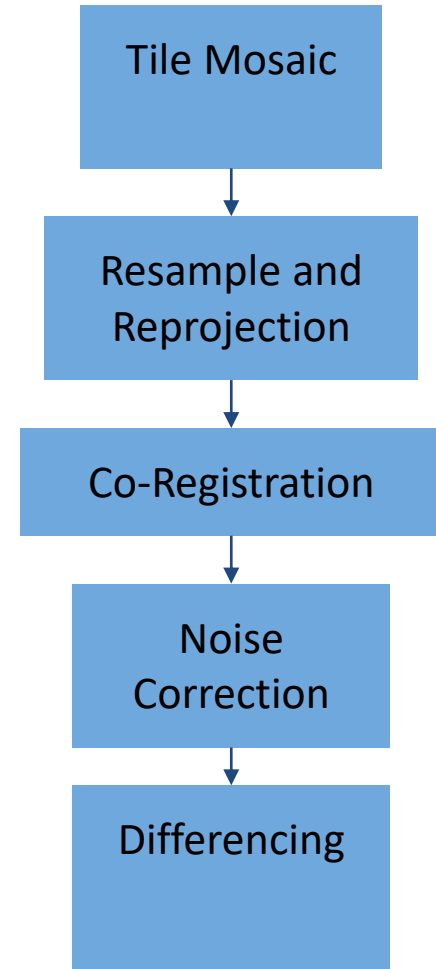 Tile Mosaic
Resample and
Reprojection
Co-Registration
Noise
Correction
Differencing